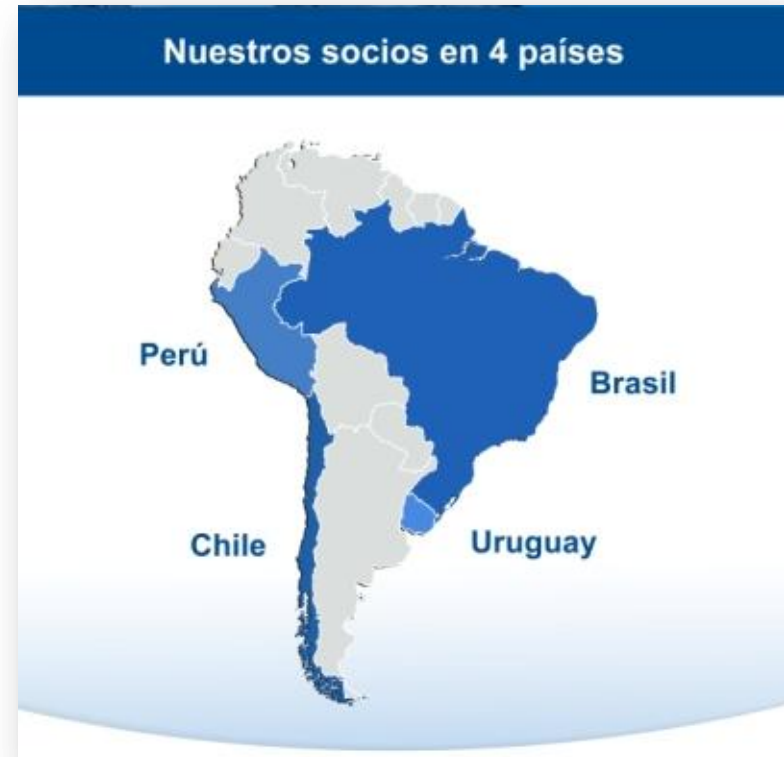 Nuestros socios en 4 países
Perú
Brasil
Chile
Uruguay